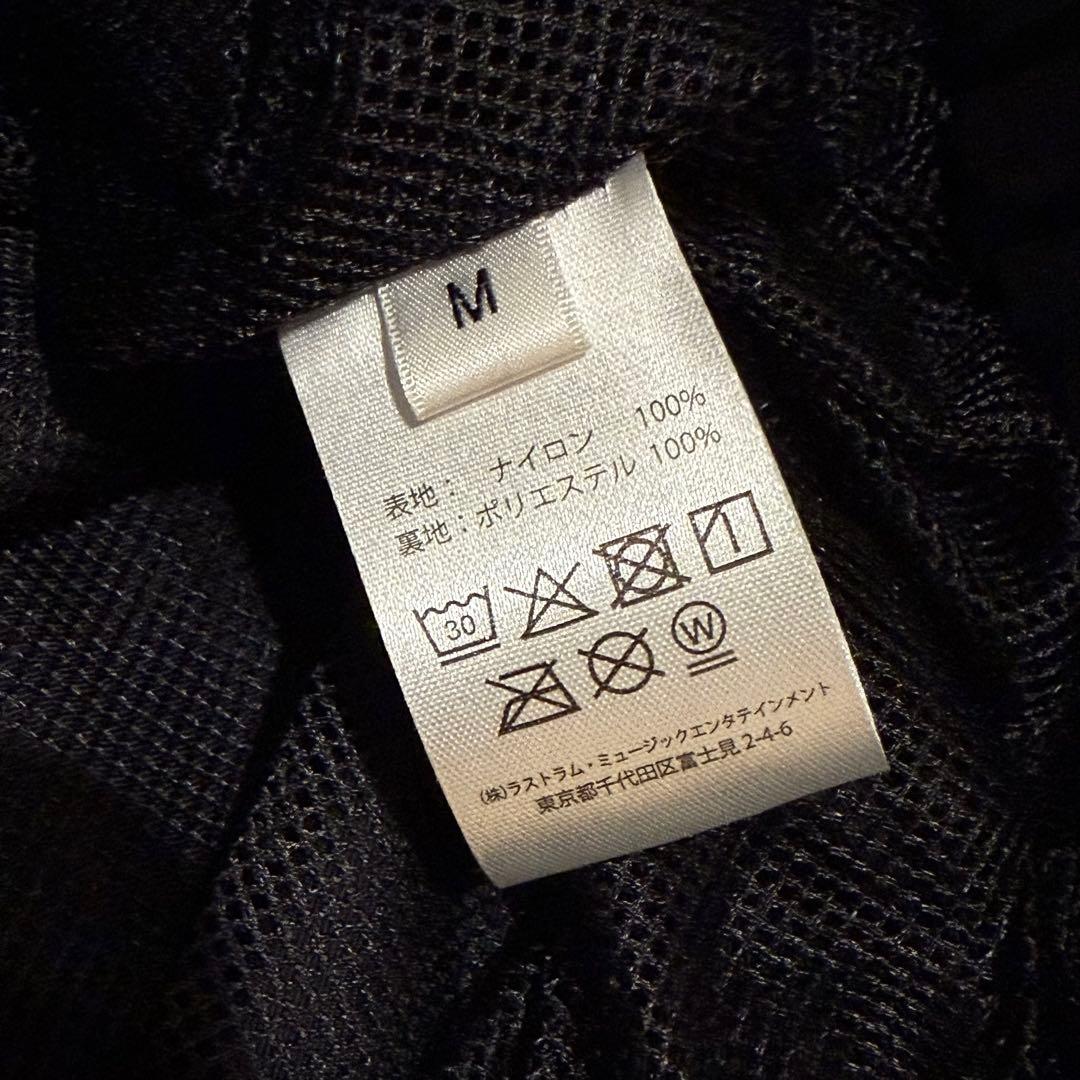 M
表地： ナイロン 100%
裏地：ポリエステル 100%
30
W
(株)ラストラム・ミュージックエンタテインメント
東京都千代田区富士見 2-4-6